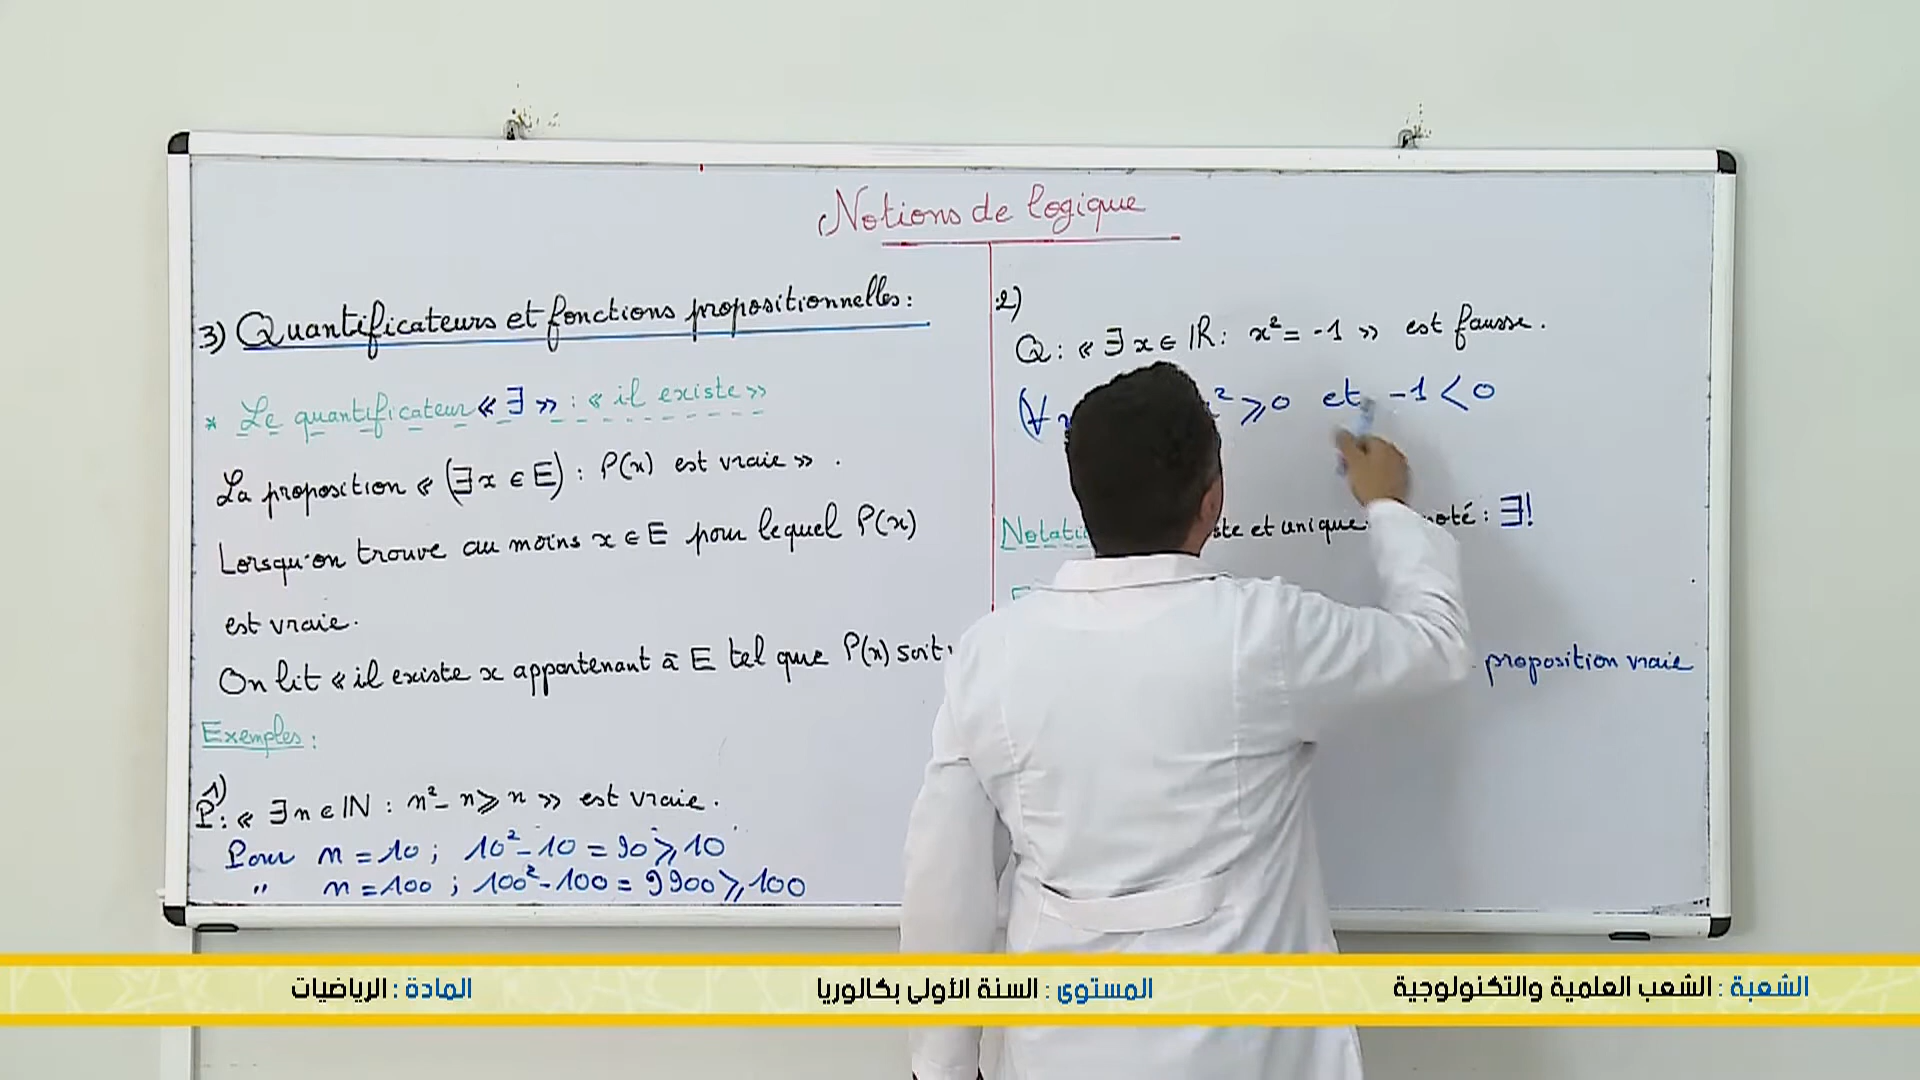 Notions de logique
3) Quantificateurs et fonctions propositionnelles :
* Le quantificateur « ∃ » : « il existe »
La proposition « (∃x ∈ E) : P(x) est vraie » .
Lorsqu'on trouve au moins x ∈ E pour lequel P(x)
est vraie.
On lit « il existe x appartenant à E tel que P(x) soit
Exemples :
1)
P : « ∃n ∈ IN : n² - n ⩾ n » est vraie.
Pour n = 10 ; 10² - 10 = 90 ⩾ 10
" n = 100 ; 100² - 100 = 9900 ⩾ 100
2)
Q : « ∃x ∈ IR : x² = -1 » est fausse.
(∀ ² ⩾ 0 et -1 < 0
et unique noté : ∃!
proposition vraie
المادة : الرياضيات
المستوى : السنة الأولى بكالوريا
الشعبة : الشعب العلمية والتكنولوجية